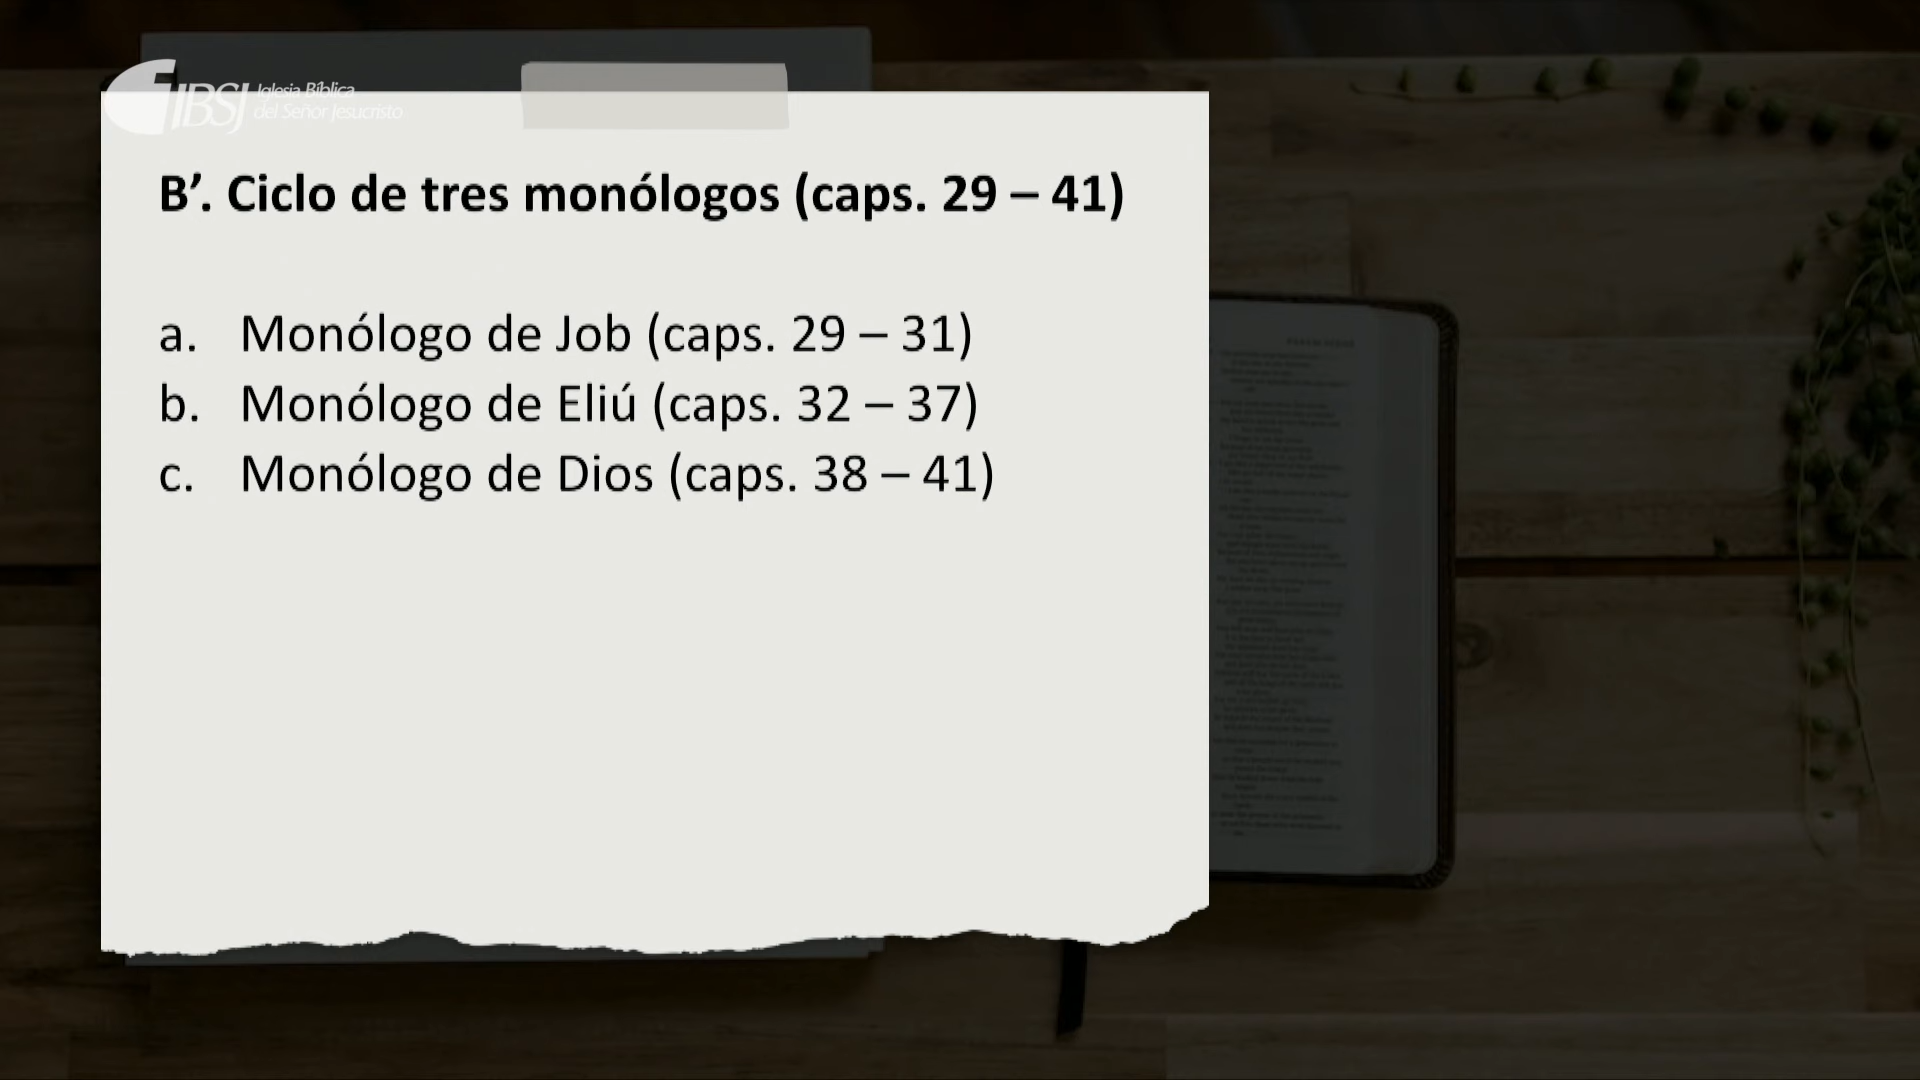 IBSJ Iglesia Bíblica
del Señor Jesucristo
B’. Ciclo de tres monólogos (caps. 29 – 41)
a. Monólogo de Job (caps. 29 – 31)
b. Monólogo de Eliú (caps. 32 – 37)
c. Monólogo de Dios (caps. 38 – 41)